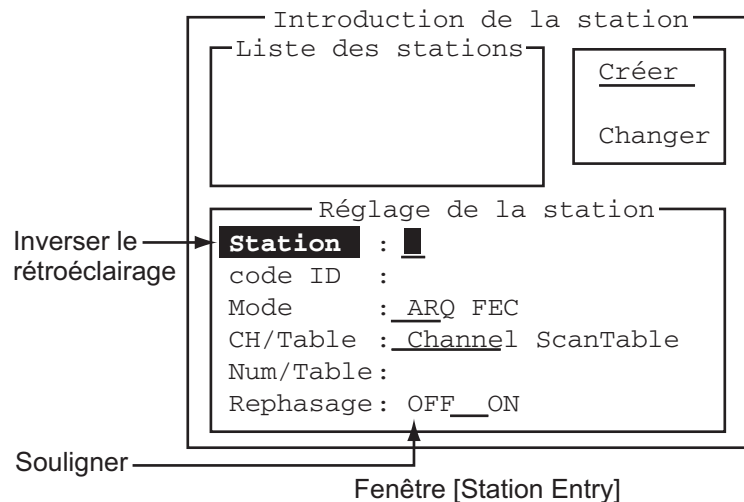 Introduction de la station
Liste des stations
Créer
Changer
Réglage de la station
Inverser le
rétroéclairage
Station :
code ID :
Mode : ARQ FEC
CH/Table : Channel ScanTable
Num/Table:
Rephasage: OFF ON
Souligner
Fenêtre [Station Entry]